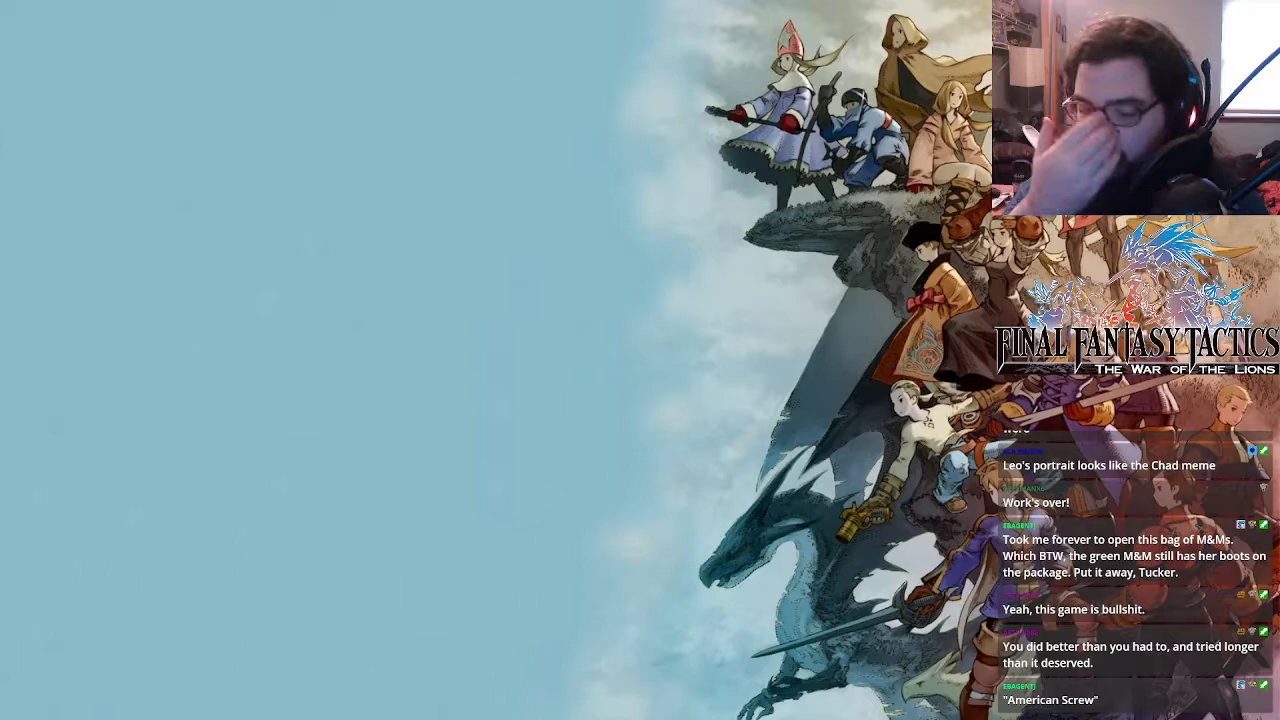 FINAL FANTASY TACTICS
THE WAR OF THE LIONS
Leo's portrait looks like the Chad meme
Work's over!
EBAGENTJ
Took me forever to open this bag of M&Ms.
Which BTW, the green M&M still has her boots on
the package. Put it away, Tucker.
Yeah, this game is bullshit.
You did better than you had to, and tried longer
than it deserved.
EBAGENTJ
"American Screw"